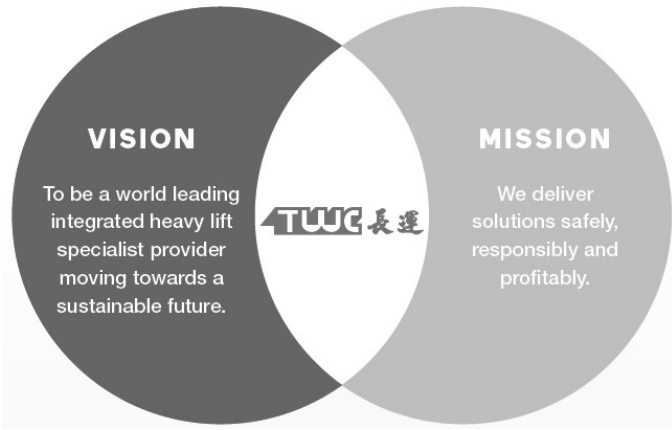 VISION
To be a world leading
integrated heavy lift
specialist provider
moving towards a
sustainable future.
TWC 長運
MISSION
We deliver
solutions safely,
responsibly and
profitably.